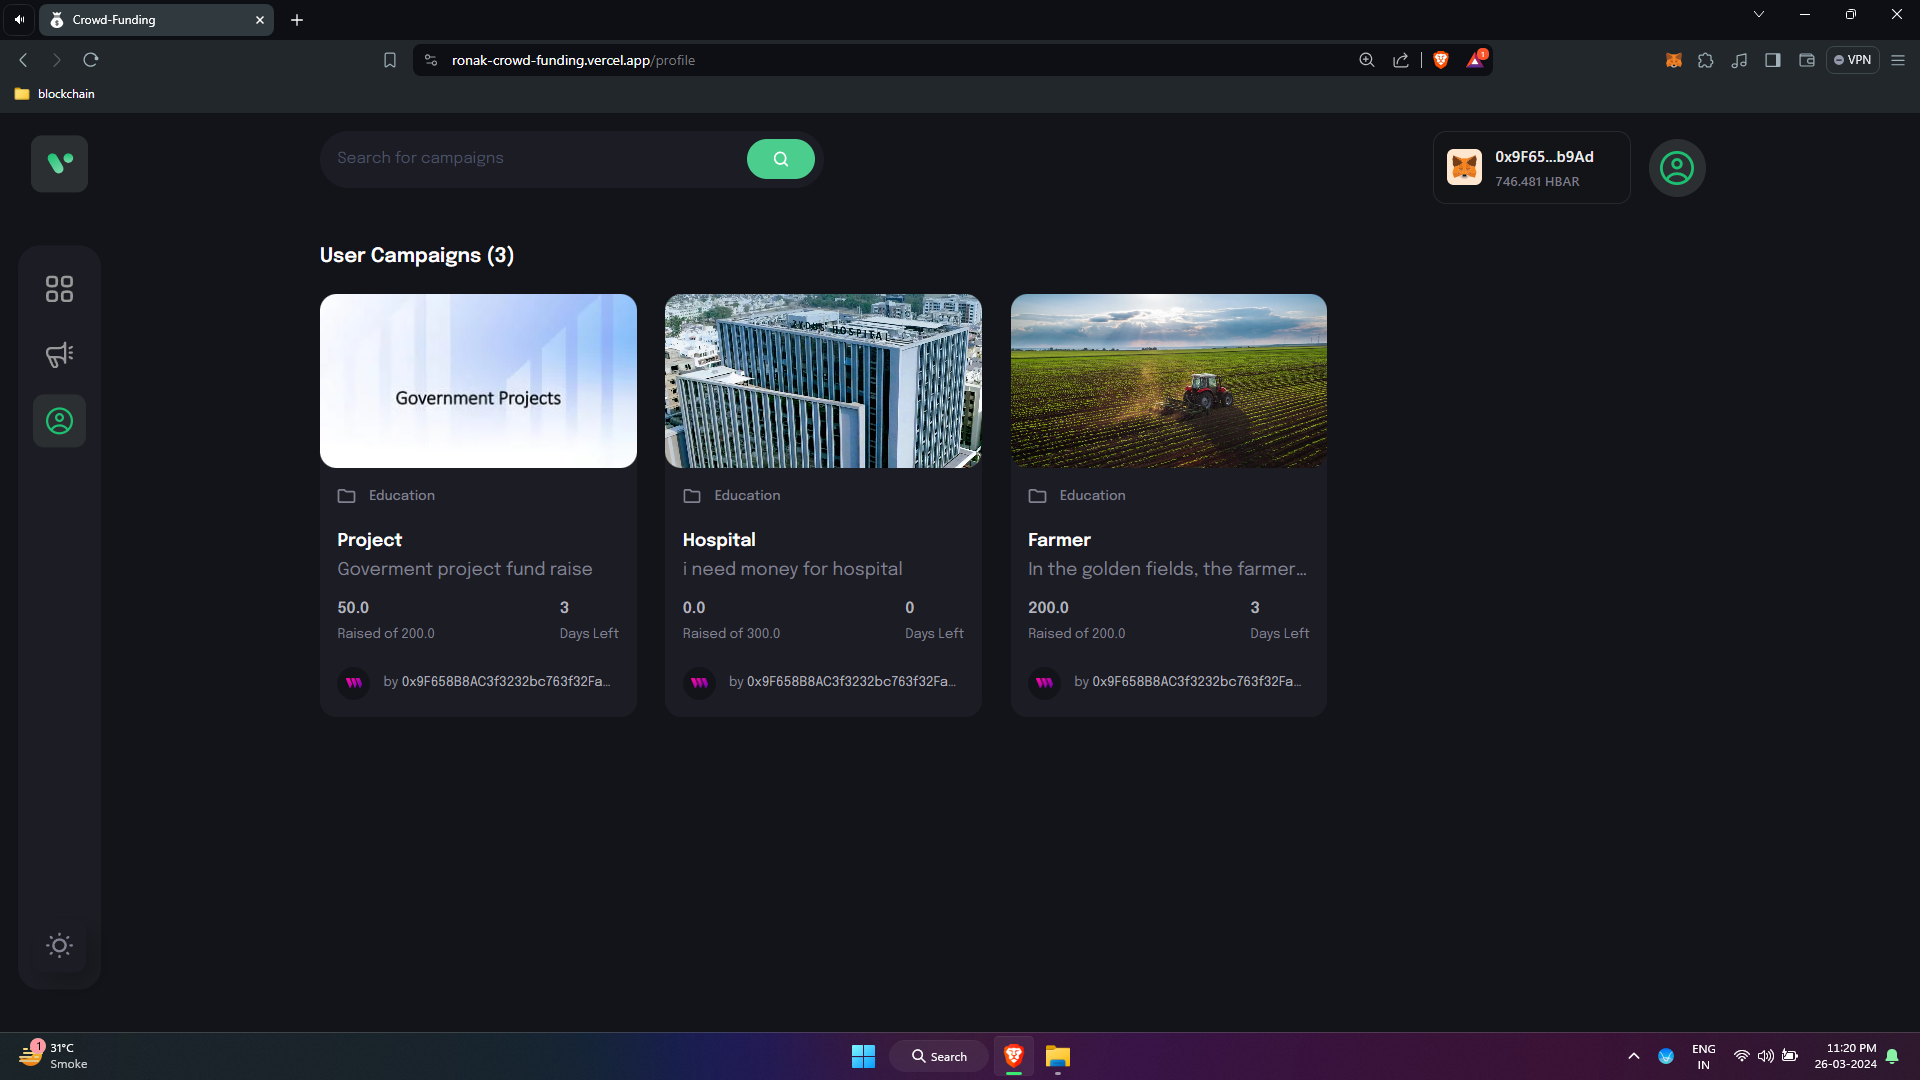 Crowd-Funding
ronak-crowd-funding.vercel.app/profile
1
VPN
blockchain
Search for campaigns
0x9F65...b9Ad
746.481 HBAR
User Campaigns (3)
Government Projects
ZYDUS HOSPITAL
Education
Education
Education
Project
Hospital
Farmer
Goverment project fund raise
i need money for hospital
In the golden fields, the farmer...
50.0
3
0.0
0
200.0
3
Raised of 200.0
Days Left
Raised of 300.0
Days Left
Raised of 200.0
Days Left
by 0x9F658B8AC3f3232bc763f32Fa...
by 0x9F658B8AC3f3232bc763f32Fa...
by 0x9F658B8AC3f3232bc763f32Fa...
1
31°C
Smoke
Search
ENG
IN
11:20 PM
26-03-2024